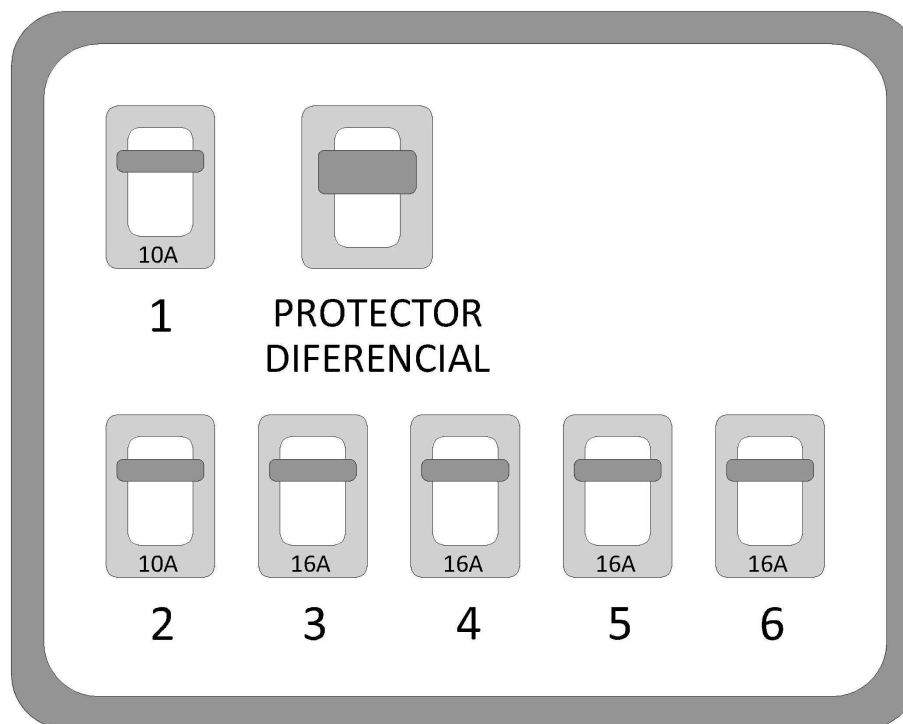 10A
1
PROTECTOR
DIFERENCIAL
10A 16A 16A 16A 16A
2 3 4 5 6